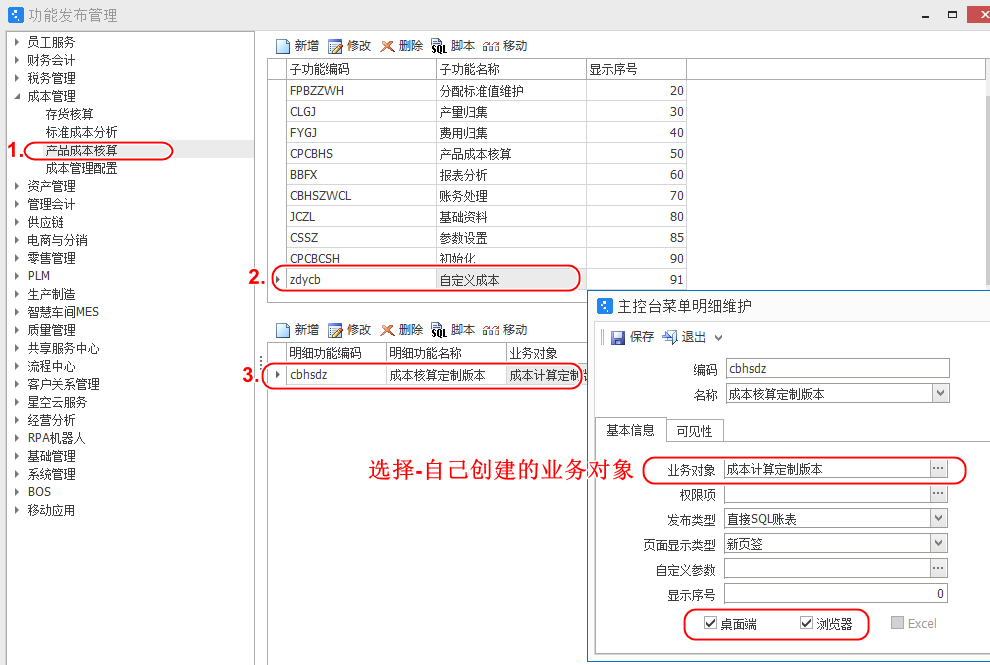 功能发布管理
员工服务
财务会计
税务管理
成本管理
存货核算
标准成本分析
1. 产品成本核算
成本管理配置
资产管理
管理会计
供应链
电商与分销
零售管理
PLM
生产制造
智慧车间MES
质量管理
共享服务中心
流程中心
客户关系管理
星空云服务
经营分析
RPA机器人
基础管理
系统管理
BOS
移动应用
新增 修改 删除 SQL 脚本 移动
子功能编码 子功能名称 显示序号
FPBZZWH 分配标准值维护 20
CLGJ 产量归集 30
FYGJ 费用归集 40
CPCBHS 产品成本核算 50
BBFX 报表分析 60
CBHSZWCL 账务处理 70
JCZL 基础资料 80
CSSZ 参数设置 85
CPCBCSH 初始化 90
2. zdycb 自定义成本 91
新增 修改 删除 SQL 脚本 移动
明细功能编码 明细功能名称 业务对象
3. cbhsdz 成本核算定制版本 成本计算定制
选择-自己创建的业务对象
主控台菜单明细维护
保存 退出
编码 cbhsdz
名称 成本核算定制版本
基本信息 可见性
业务对象 成本计算定制版本 ...
权限项 ...
发布类型 直接SQL账表
页面显示类型 新页签
自定义参数 ...
显示序号 0
桌面端 浏览器 Excel